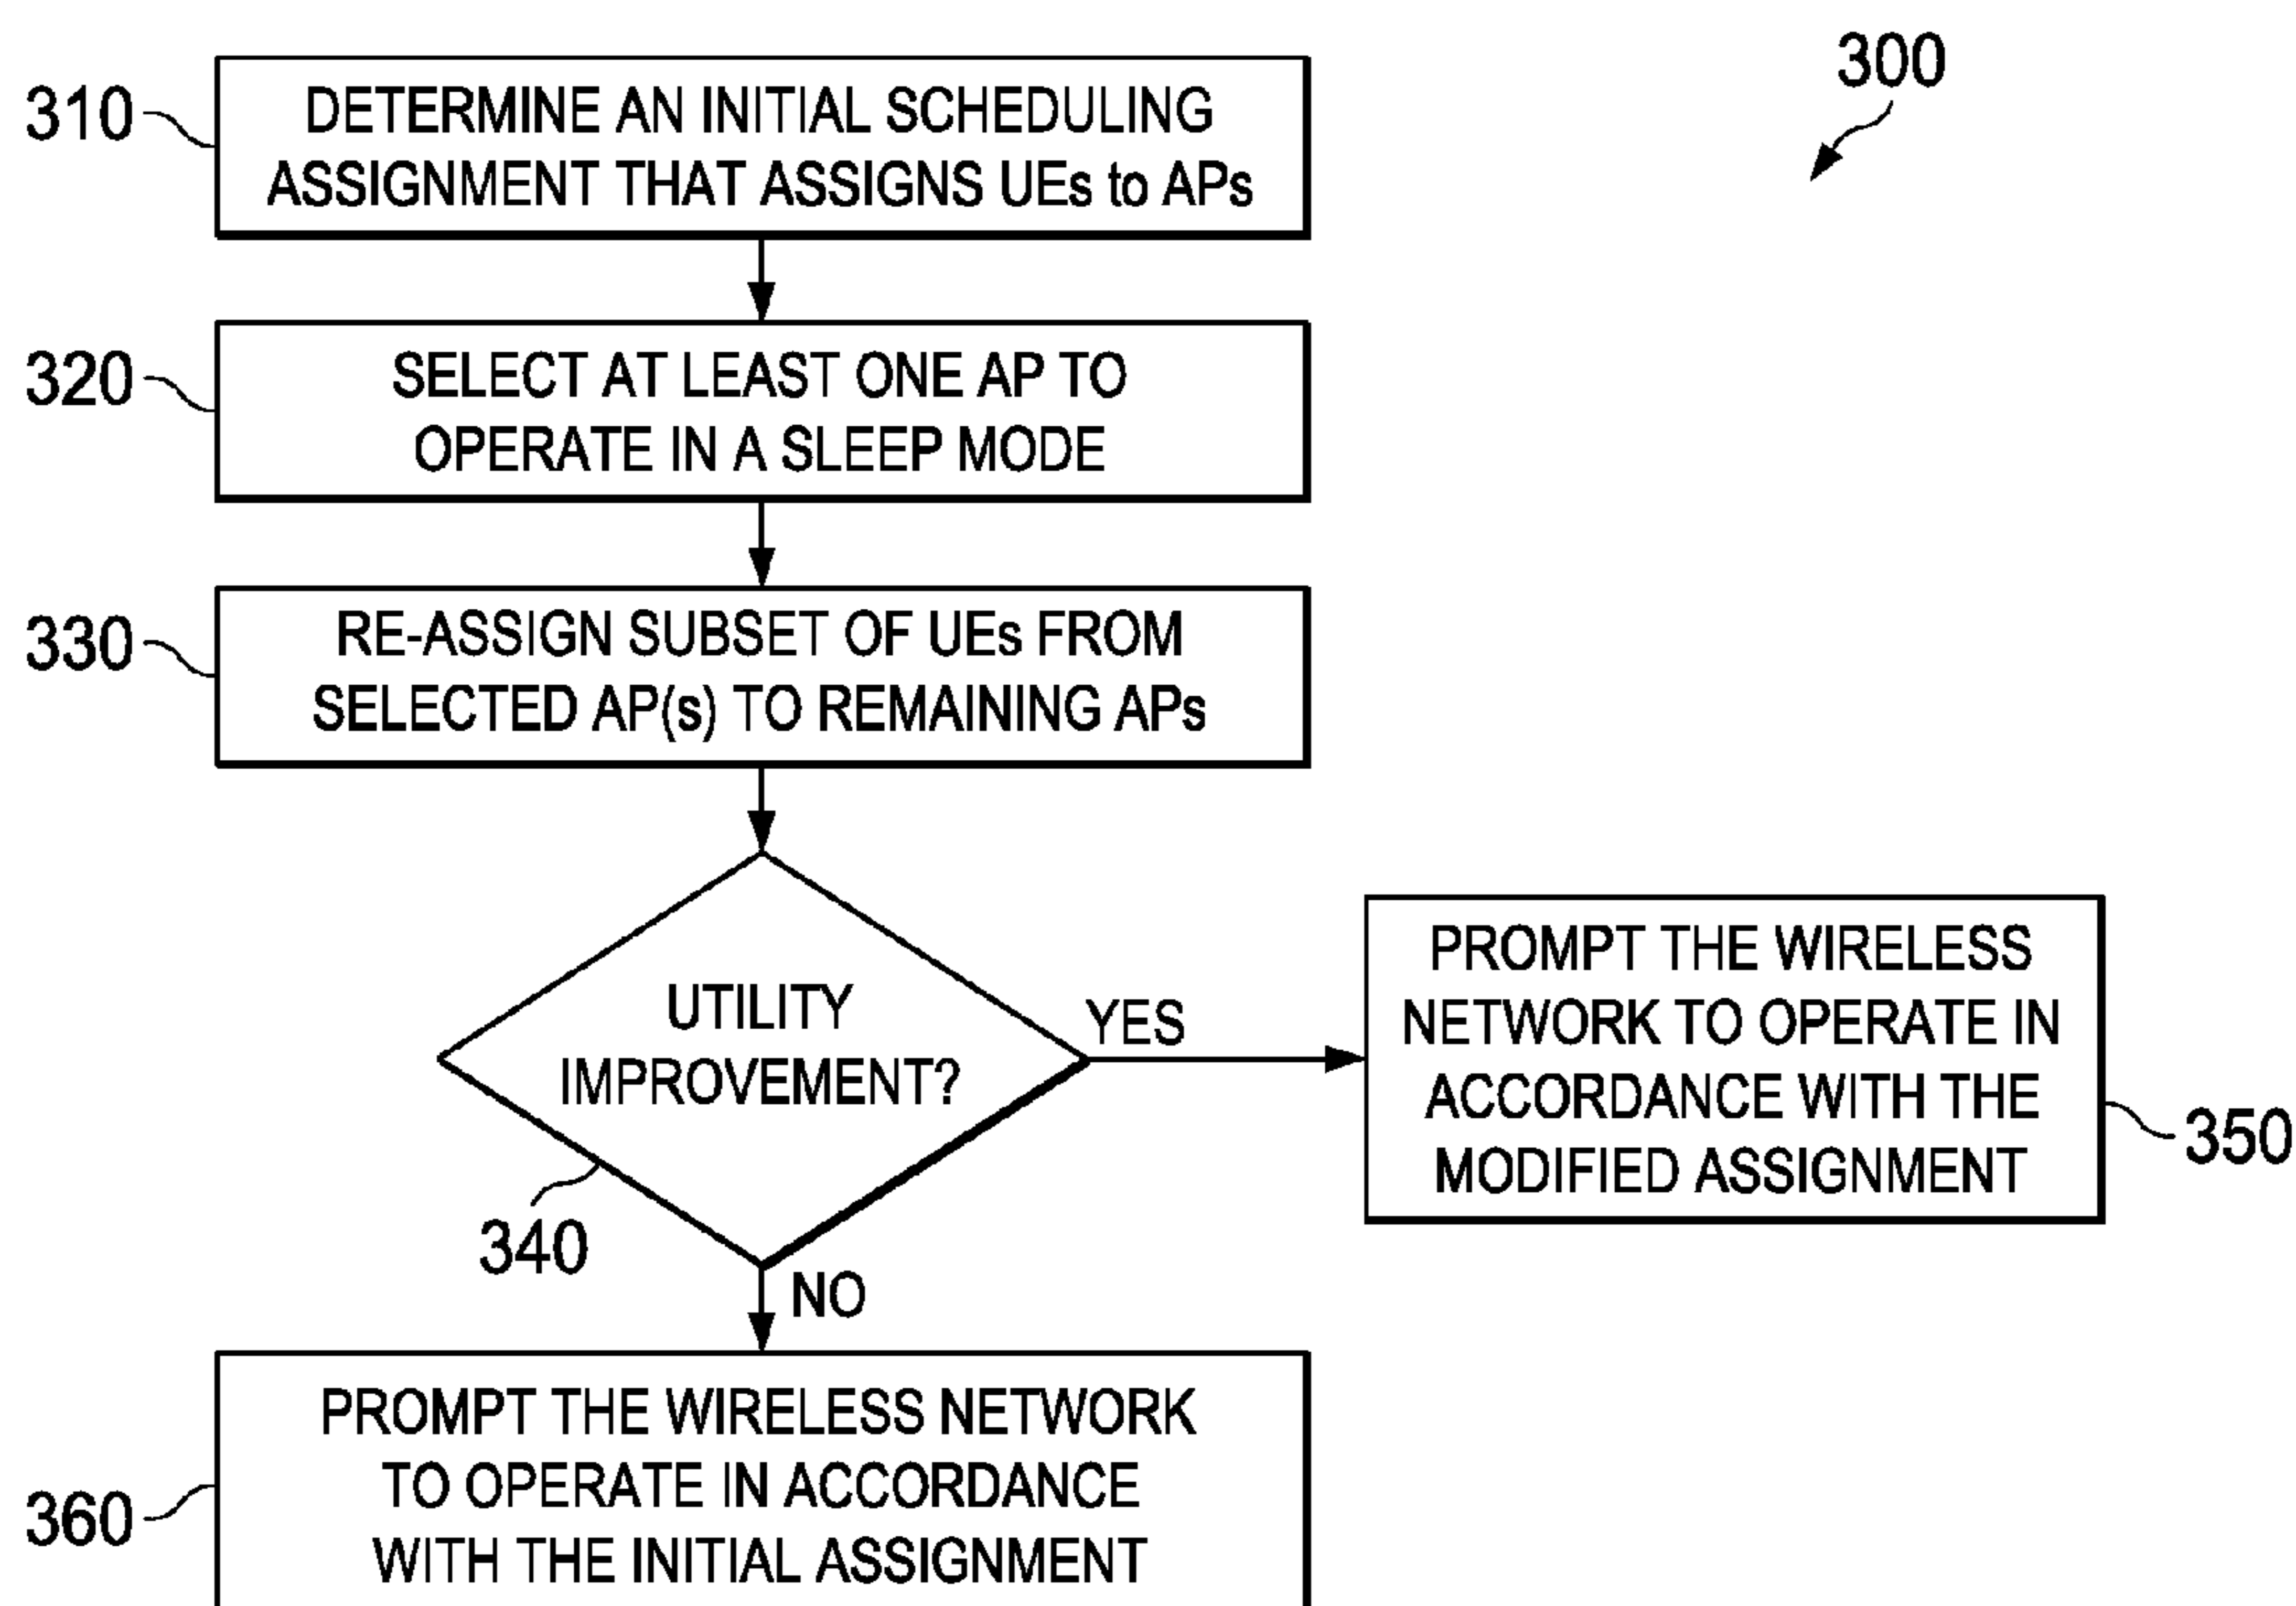 300
310
DETERMINE AN INITIAL SCHEDULING
ASSIGNMENT THAT ASSIGNS UEs to APs
320
SELECT AT LEAST ONE AP TO
OPERATE IN A SLEEP MODE
330
RE-ASSIGN SUBSET OF UEs FROM
SELECTED AP(s) TO REMAINING APs
UTILITY
IMPROVEMENT?
340
YES
PROMPT THE WIRELESS
NETWORK TO OPERATE IN
ACCORDANCE WITH THE
MODIFIED ASSIGNMENT
350
NO
360
PROMPT THE WIRELESS NETWORK
TO OPERATE IN ACCORDANCE
WITH THE INITIAL ASSIGNMENT